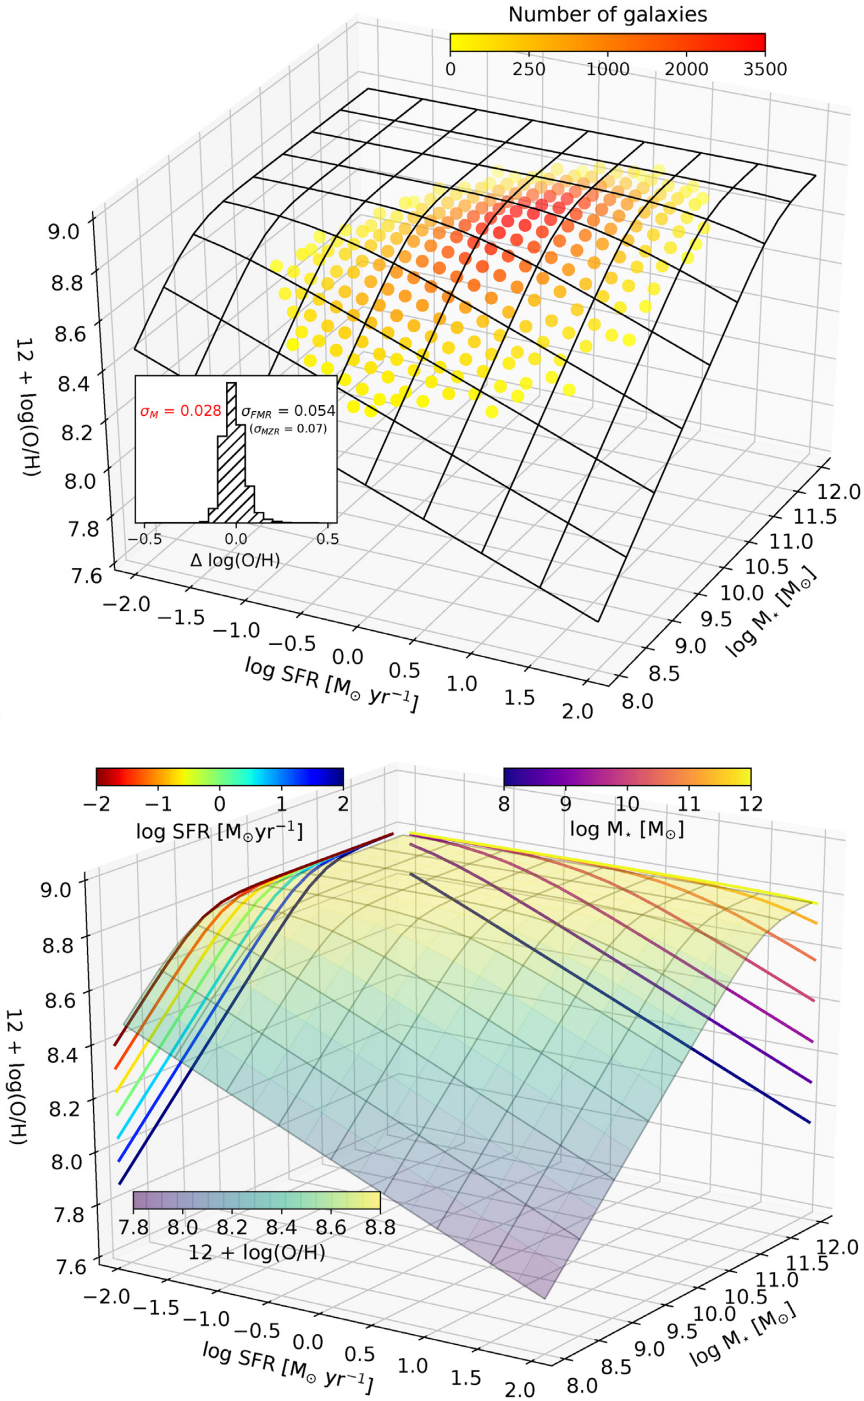 Number of galaxies
0 250 1000 2000 3500
9.0
8.8
8.6
8.4
8.2
8.0
7.8
7.6
12 + log(O/H)
σ_M = 0.028 σ_FMR = 0.054
(σ_MZR = 0.07)
−0.5 0.0 0.5
Δ log(O/H)
−2.0 −1.5 −1.0 −0.5 0.0 0.5 1.0 1.5 2.0
log SFR [M⊙ yr⁻¹]
8.0 8.5 9.0 9.5 10.0 10.5 11.0 11.5 12.0
log M⋆ [M⊙]
−2 −1 0 1 2
log SFR [M⊙yr⁻¹]
8 9 10 11 12
log M⋆ [M⊙]
9.0
8.8
8.6
8.4
8.2
8.0
7.8
7.6
12 + log(O/H)
7.8 8.0 8.2 8.4 8.6 8.8
12 + log(O/H)
−2.0 −1.5 −1.0 −0.5 0.0 0.5 1.0 1.5 2.0
log SFR [M⊙ yr⁻¹]
8.0 8.5 9.0 9.5 10.0 10.5 11.0 11.5 12.0
log M⋆ [M⊙]